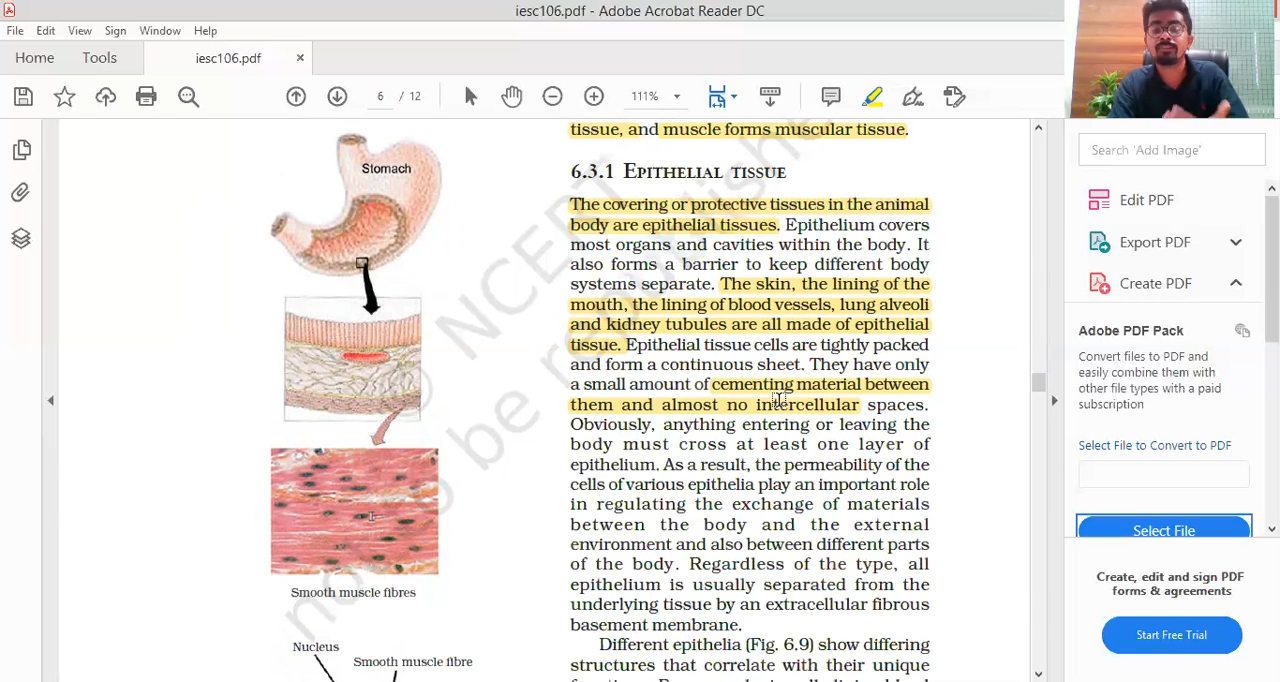 iesc106.pdf - Adobe Acrobat Reader DC
File Edit View Sign Window Help
Home Tools iesc106.pdf ×
6 / 12 111%
Stomach
Smooth muscle fibres
Nucleus
Smooth muscle fibre
tissue, and muscle forms muscular tissue.
6.3.1 EPITHELIAL TISSUE
The covering or protective tissues in the animal
body are epithelial tissues. Epithelium covers
most organs and cavities within the body. It
also forms a barrier to keep different body
systems separate. The skin, the lining of the
mouth, the lining of blood vessels, lung alveoli
and kidney tubules are all made of epithelial
tissue. Epithelial tissue cells are tightly packed
and form a continuous sheet. They have only
a small amount of cementing material between
them and almost no intercellular spaces.
Obviously, anything entering or leaving the
body must cross at least one layer of
epithelium. As a result, the permeability of the
cells of various epithelia play an important role
in regulating the exchange of materials
between the body and the external
environment and also between different parts
of the body. Regardless of the type, all
epithelium is usually separated from the
underlying tissue by an extracellular fibrous
basement membrane.
Different epithelia (Fig. 6.9) show differing
structures that correlate with their unique
© NCERT
not to be republished
Search 'Add Image'
Edit PDF
Export PDF
Create PDF
Adobe PDF Pack
Convert files to PDF and
easily combine them with
other file types with a paid
subscription
Select File to Convert to PDF
Select File
Create, edit and sign PDF
forms & agreements
Start Free Trial